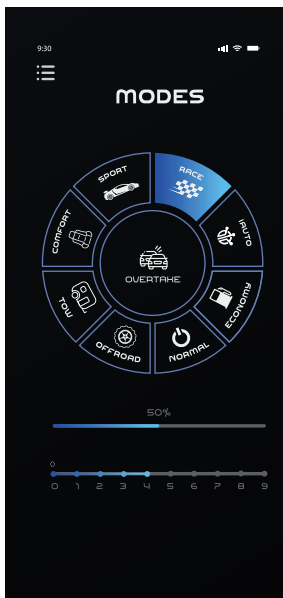 9:30
MODES
SPORT
RACE
COMFORT
IAUTO
OVERTAKE
TOW
ECONOMY
OFFROAD
NORMAL
50%
0
0 1 2 3 4 5 6 7 8 9